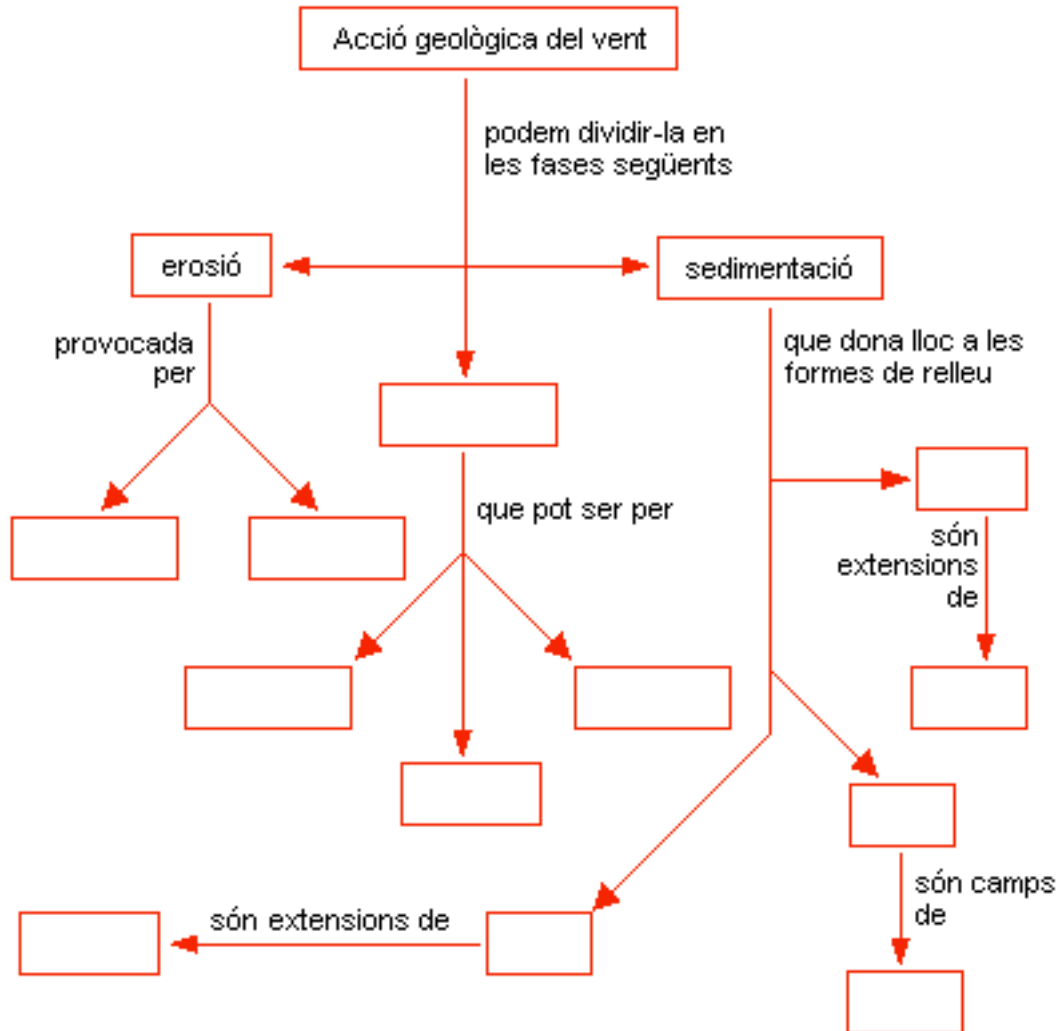 Acció geològica del vent
podem dividir-la en
les fases següents
erosió
sedimentació
provocada
per
que dona lloc a les
formes de relleu
que pot ser per
són
extensions
de
són camps
de
són extensions de